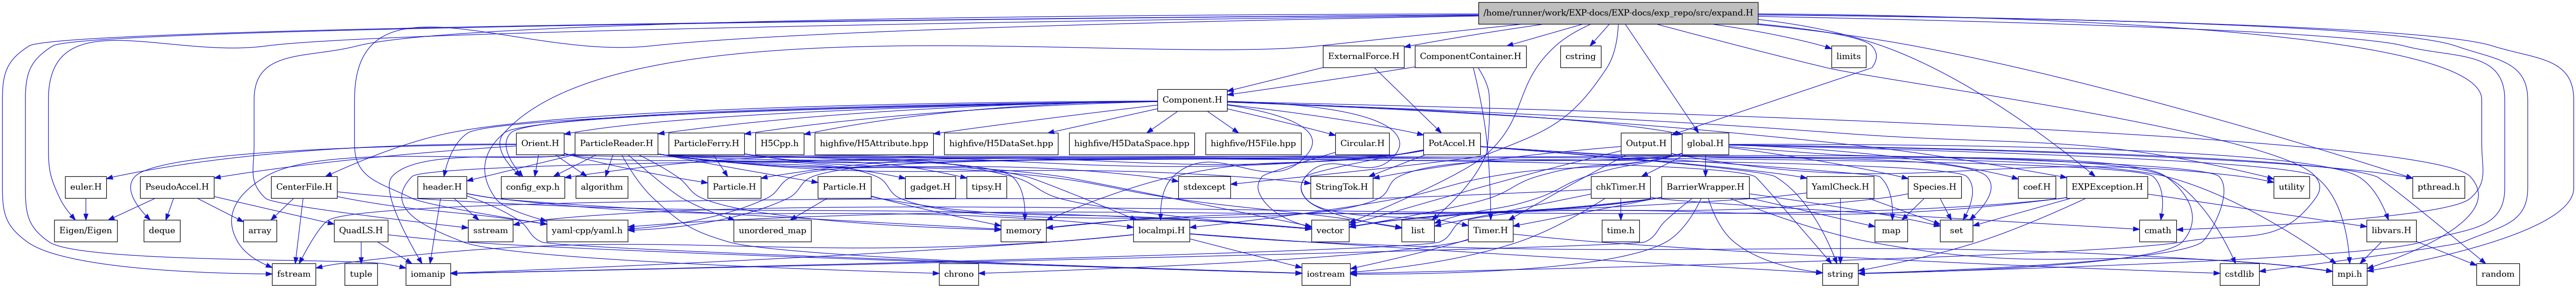 /home/runner/work/EXP-docs/EXP-docs/exp_repo/src/expand.H
ExternalForce.H
ComponentContainer.H
cstring
limits
Component.H
Orient.H
ParticleReader.H
ParticleFerry.H
H5Cpp.h
highfive/H5Attribute.hpp
highfive/H5DataSet.hpp
highfive/H5DataSpace.hpp
highfive/H5File.hpp
Circular.H
PotAccel.H
Output.H
global.H
euler.H
PseudoAccel.H
CenterFile.H
header.H
config_exp.h
algorithm
Particle.H
Particle.H
gadget.H
tipsy.H
stdexcept
StringTok.H
chkTimer.H
BarrierWrapper.H
YamlCheck.H
Species.H
coef.H
EXPException.H
utility
pthread.h
Eigen/Eigen
deque
array
QuadLS.H
sstream
yaml-cpp/yaml.h
unordered_map
memory
localmpi.H
vector
list
Timer.H
time.h
map
set
cmath
libvars.H
fstream
tuple
iomanip
chrono
iostream
string
cstdlib
mpi.h
random